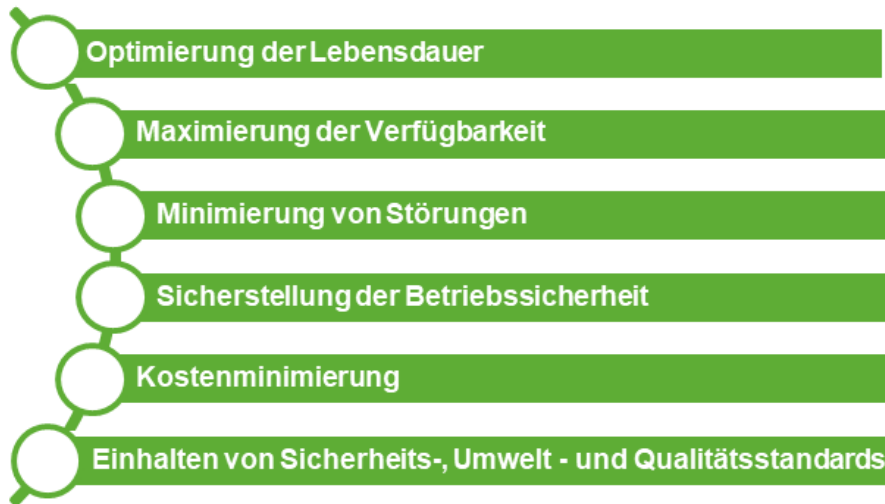 Optimierung der Lebensdauer
Maximierung der Verfügbarkeit
Minimierung von Störungen
Sicherstellung der Betriebssicherheit
Kostenminimierung
Einhalten von Sicherheits-, Umwelt - und Qualitätsstandards